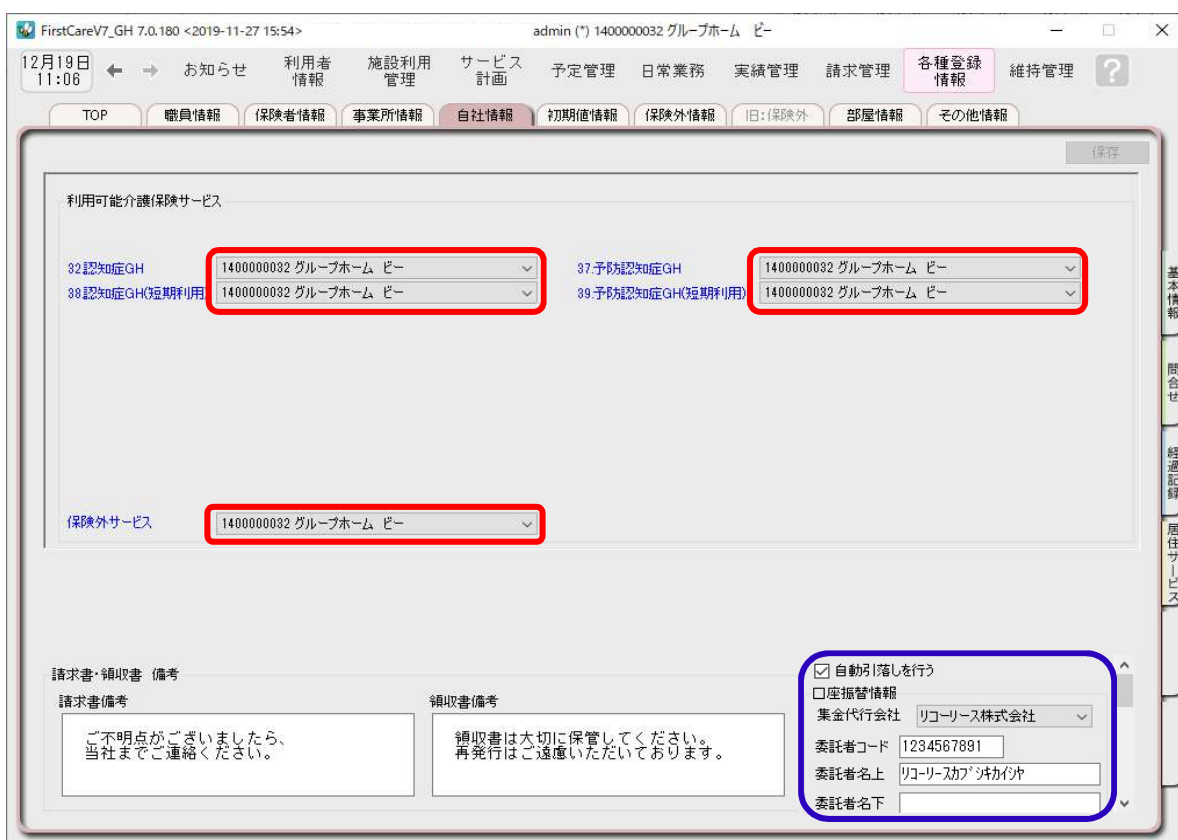 FirstCareV7_GH 7.0.180 <2019-11-27 15:54> admin (*) 1400000032 グループホーム ビー
12月19日
11:06
お知らせ
利用者
情報
施設利用
管理
サービス
計画
予定管理
日常業務
実績管理
請求管理
各種登録
情報
維持管理
?
TOP
職員情報
保険者情報
事業所情報
自社情報
初期値情報
保険外情報
旧:保険外
部屋情報
その他情報
保存
利用可能介護保険サービス
32.認知症GH 1400000032 グループホーム ビー 37.予防認知症GH 1400000032 グループホーム ビー
38.認知症GH(短期利用) 1400000032 グループホーム ビー 39.予防認知症GH(短期利用) 1400000032 グループホーム ビー
保険外サービス 1400000032 グループホーム ビー
基本情報
問合せ
経過記録
居住サービス
請求書・領収書 備考
請求書備考
ご不明点がございましたら、
当社までご連絡ください。
領収書備考
領収書は大切に保管してください。
再発行はご遠慮いただいております。
自動引落しを行う
口座振替情報
集金代行会社 リコーリース株式会社
委託者コード 1234567891
委託者名上 ﾘｺｰﾘｰｽｶﾌﾞｼｷｶｲｼﾔ
委託者名下